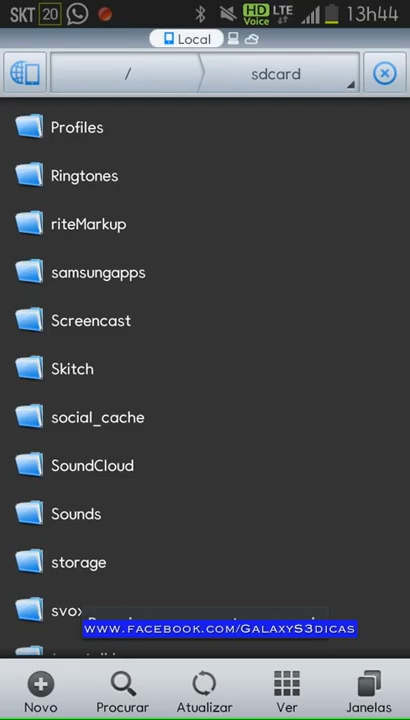 SKT 20 HD Voice LTE 13h44
Local
/ sdcard
Profiles
Ringtones
riteMarkup
samsungapps
Screencast
Skitch
social_cache
SoundCloud
Sounds
storage
www.facebook.com/GalaxyS3dicas
Novo Procurar Atualizar Ver Janelas